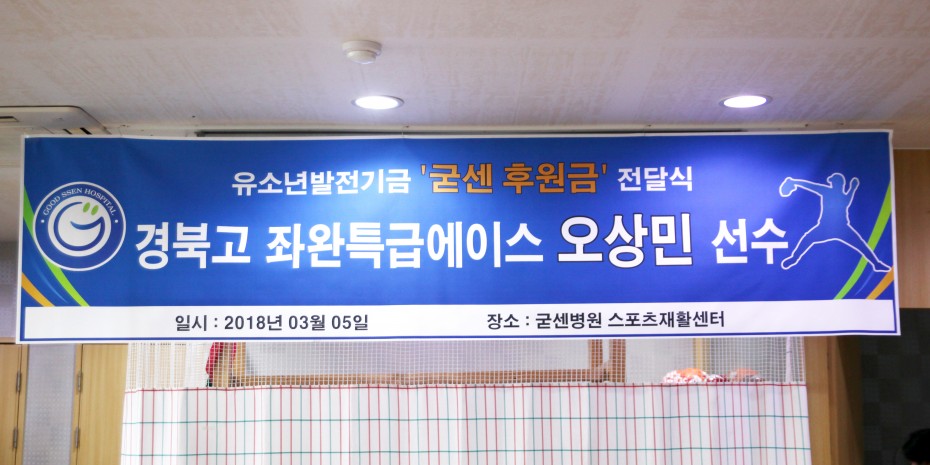 유소년발전기금 '굳센 후원금' 전달식
· GOOD SSEN HOSPITAL ·
경북고 좌완특급에이스 오상민 선수
일시 : 2018년 03월 05일
장소 : 굳센병원 스포츠재활센터